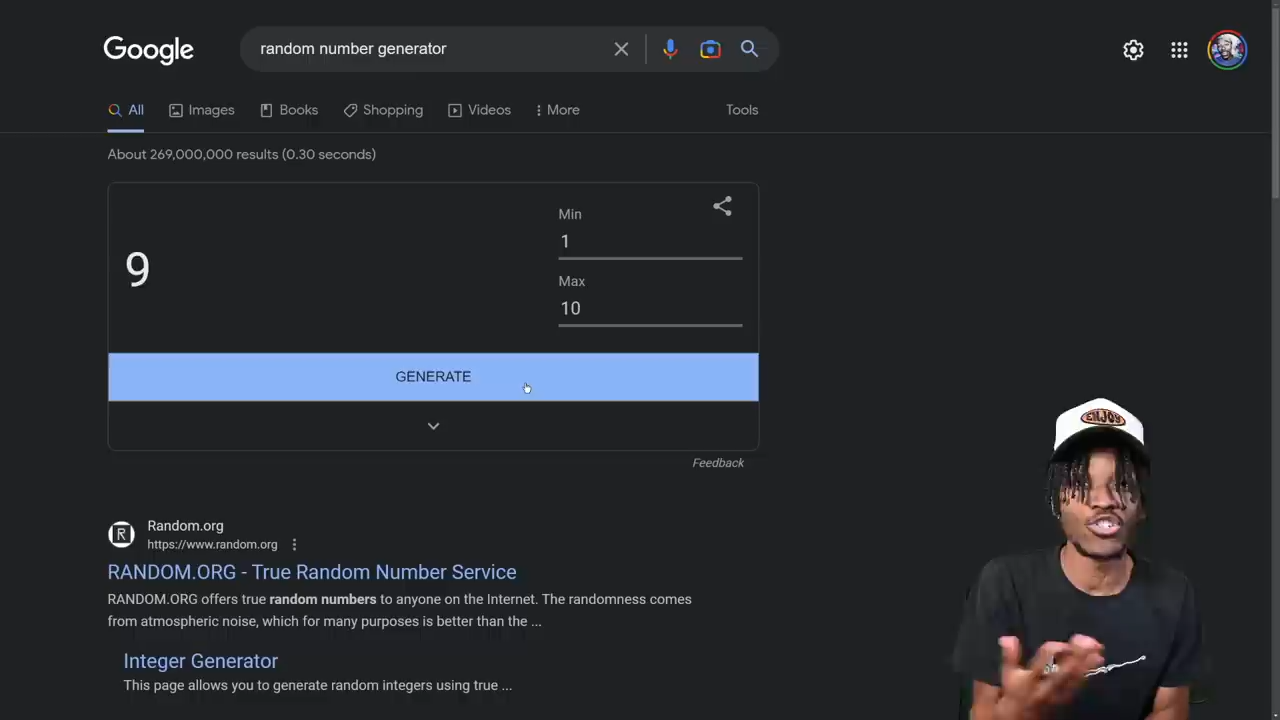 Google
random number generator
All
Images
Books
Shopping
Videos
More
Tools
About 269,000,000 results (0.30 seconds)
Min
1
9
Max
10
GENERATE
Feedback
R
Random.org
https://www.random.org
RANDOM.ORG - True Random Number Service
RANDOM.ORG offers true random numbers to anyone on the Internet. The randomness comes
from atmospheric noise, which for many purposes is better than the ...
Integer Generator
This page allows you to generate random integers using true ...
ENJOY